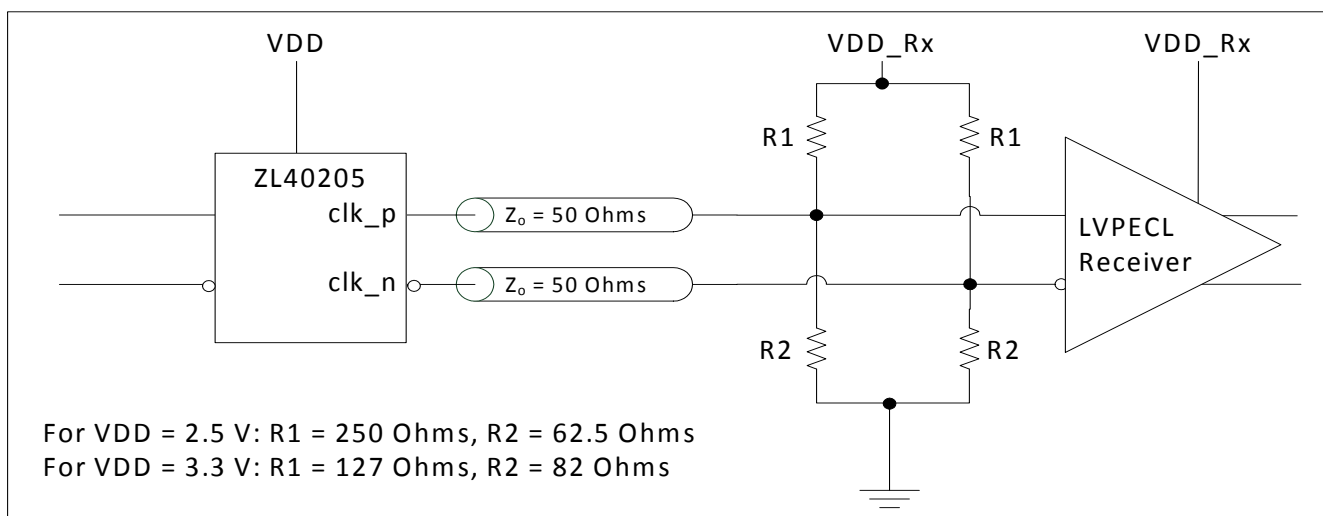 VDD
VDD_Rx
VDD_Rx
R1
R1
ZL40205
clk_p
Zo = 50 Ohms
LVPECL
Receiver
clk_n
Zo = 50 Ohms
R2
R2
For VDD = 2.5 V: R1 = 250 Ohms, R2 = 62.5 Ohms
For VDD = 3.3 V: R1 = 127 Ohms, R2 = 82 Ohms